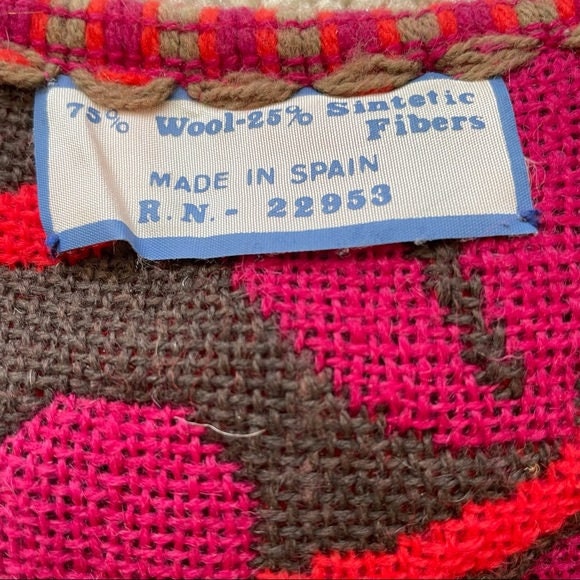 75% Wool-25% Sintetic
Fibers
MADE IN SPAIN
R.N.- 22953